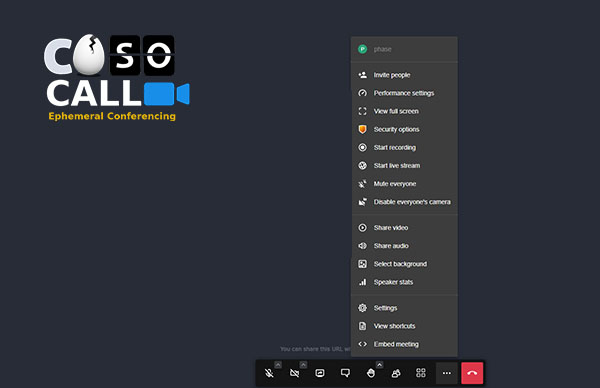 COSO
CALL
Ephemeral Conferencing
P phase
Invite people
Performance settings
View full screen
Security options
Start recording
Start live stream
Mute everyone
Disable everyone's camera
Share video
Share audio
Select background
Speaker stats
Settings
View shortcuts
Embed meeting
You can share this URL wi